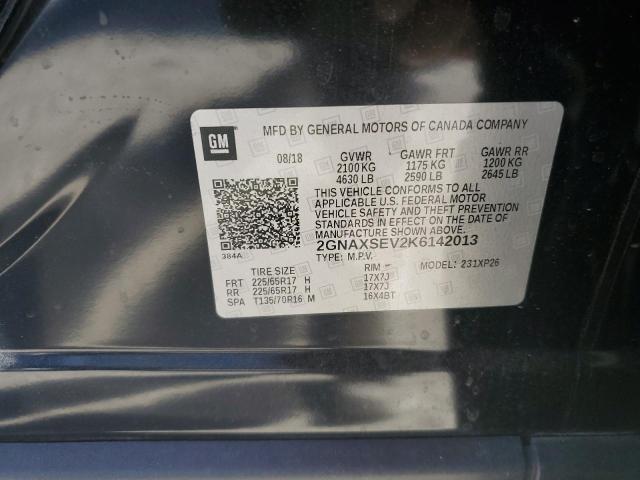 GM
MFD BY GENERAL MOTORS OF CANADA COMPANY
08/18 GVWR GAWR FRT GAWR RR
2100 KG 1175 KG 1200 KG
4630 LB 2590 LB 2645 LB
THIS VEHICLE CONFORMS TO ALL
APPLICABLE U.S. FEDERAL MOTOR
VEHICLE SAFETY AND THEFT PREVENTION
STANDARDS IN EFFECT ON THE DATE OF
384A 2GNAXSEV2K6142013
TYPE: M.P.V. MODEL: 231XP26
TIRE SIZE RIM
FRT 225/65R17 H 17X7J
RR 225/65R17 H 17X7J
SPA T135/70R16 M 16X4BT